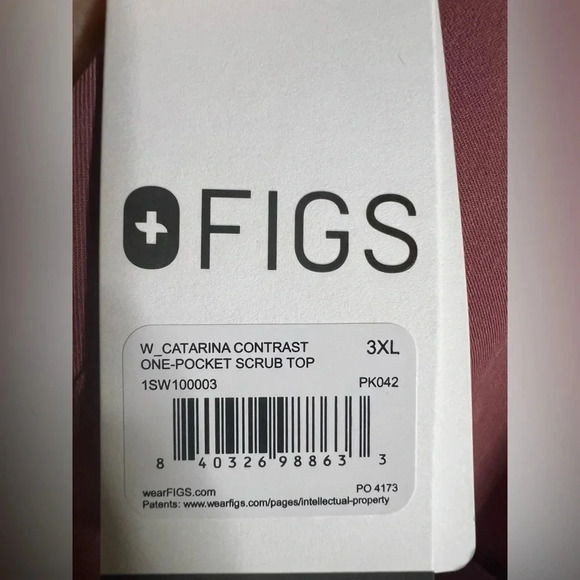 FIGS
W_CATARINA CONTRAST 3XL
ONE-POCKET SCRUB TOP
1SW100003 PK042
8 40326 98863 3
wearFIGS.com PO 4173
Patents: www.wearfigs.com/pages/intellectual-property